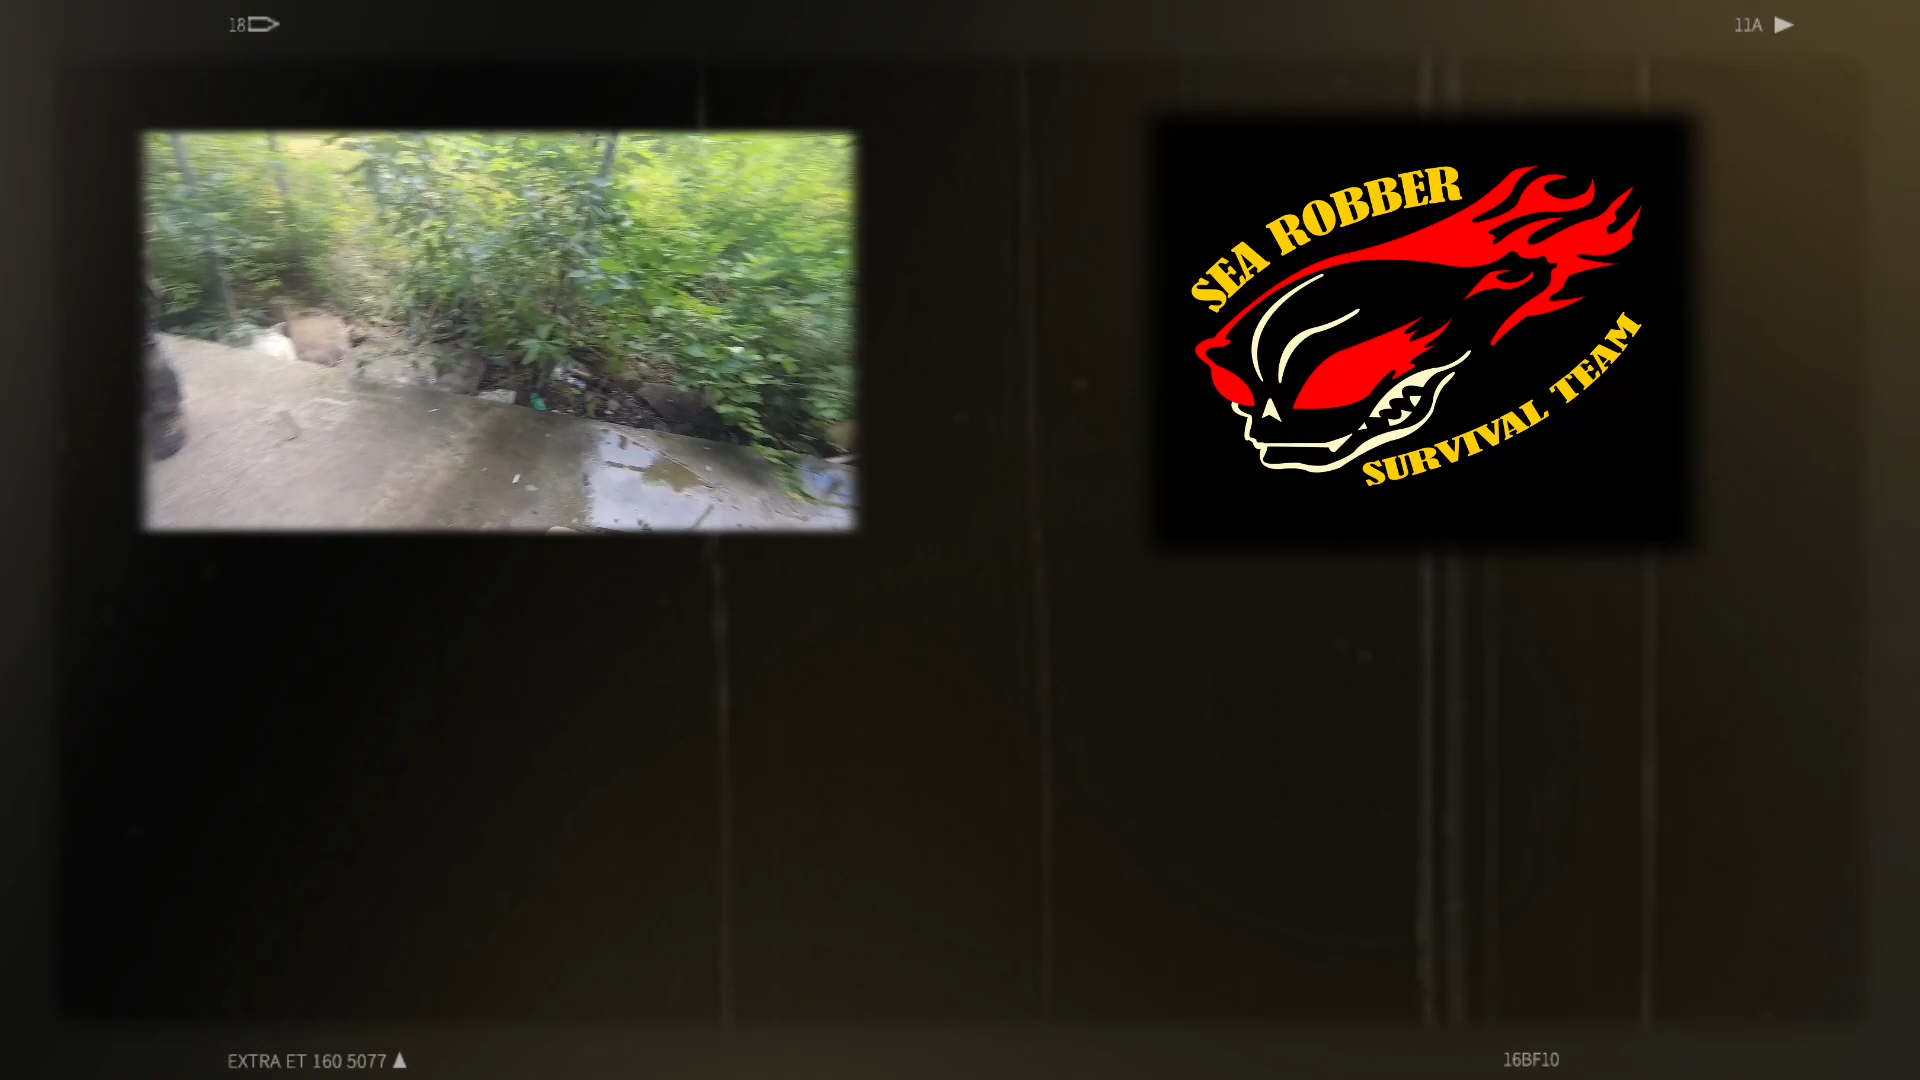 18
11A
SEA ROBBER
SURVIVAL TEAM
EXTRA ET 160 5077
16BF10